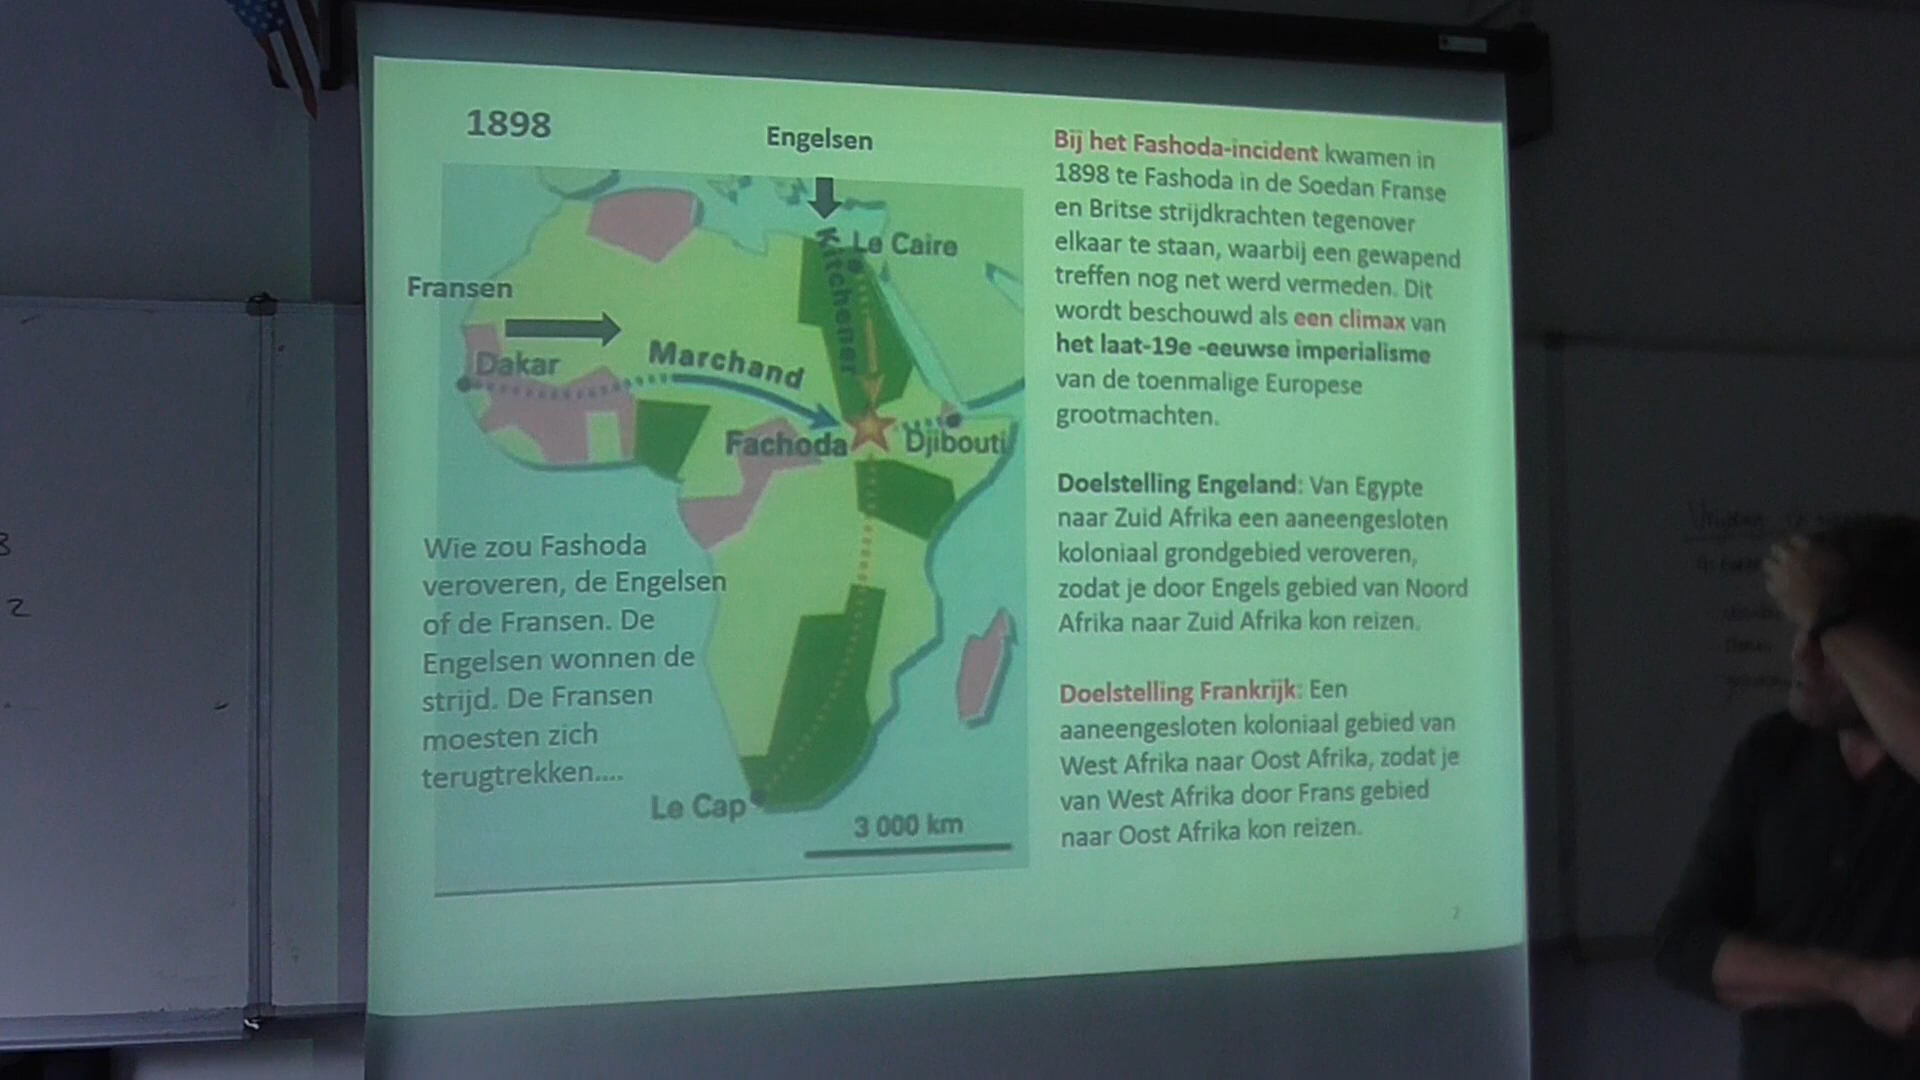 1898
Engelsen
Fransen
Le Caire
Kitchener
Dakar
Marchand
Fachoda
Djibouti
Le Cap
3 000 km
Wie zou Fashoda
veroveren, de Engelsen
of de Fransen. De
Engelsen wonnen de
strijd. De Fransen
moesten zich
terugtrekken....
Bij het Fashoda-incident kwamen in
1898 te Fashoda in de Soedan Franse
en Britse strijdkrachten tegenover
elkaar te staan, waarbij een gewapend
treffen nog net werd vermeden. Dit
wordt beschouwd als een climax van
het laat-19e -eeuwse imperialisme
van de toenmalige Europese
grootmachten.
Doelstelling Engeland: Van Egypte
naar Zuid Afrika een aaneengesloten
koloniaal grondgebied veroveren,
zodat je door Engels gebied van Noord
Afrika naar Zuid Afrika kon reizen.
Doelstelling Frankrijk: Een
aaneengesloten koloniaal gebied van
West Afrika naar Oost Afrika, zodat je
van West Afrika door Frans gebied
naar Oost Afrika kon reizen.
2